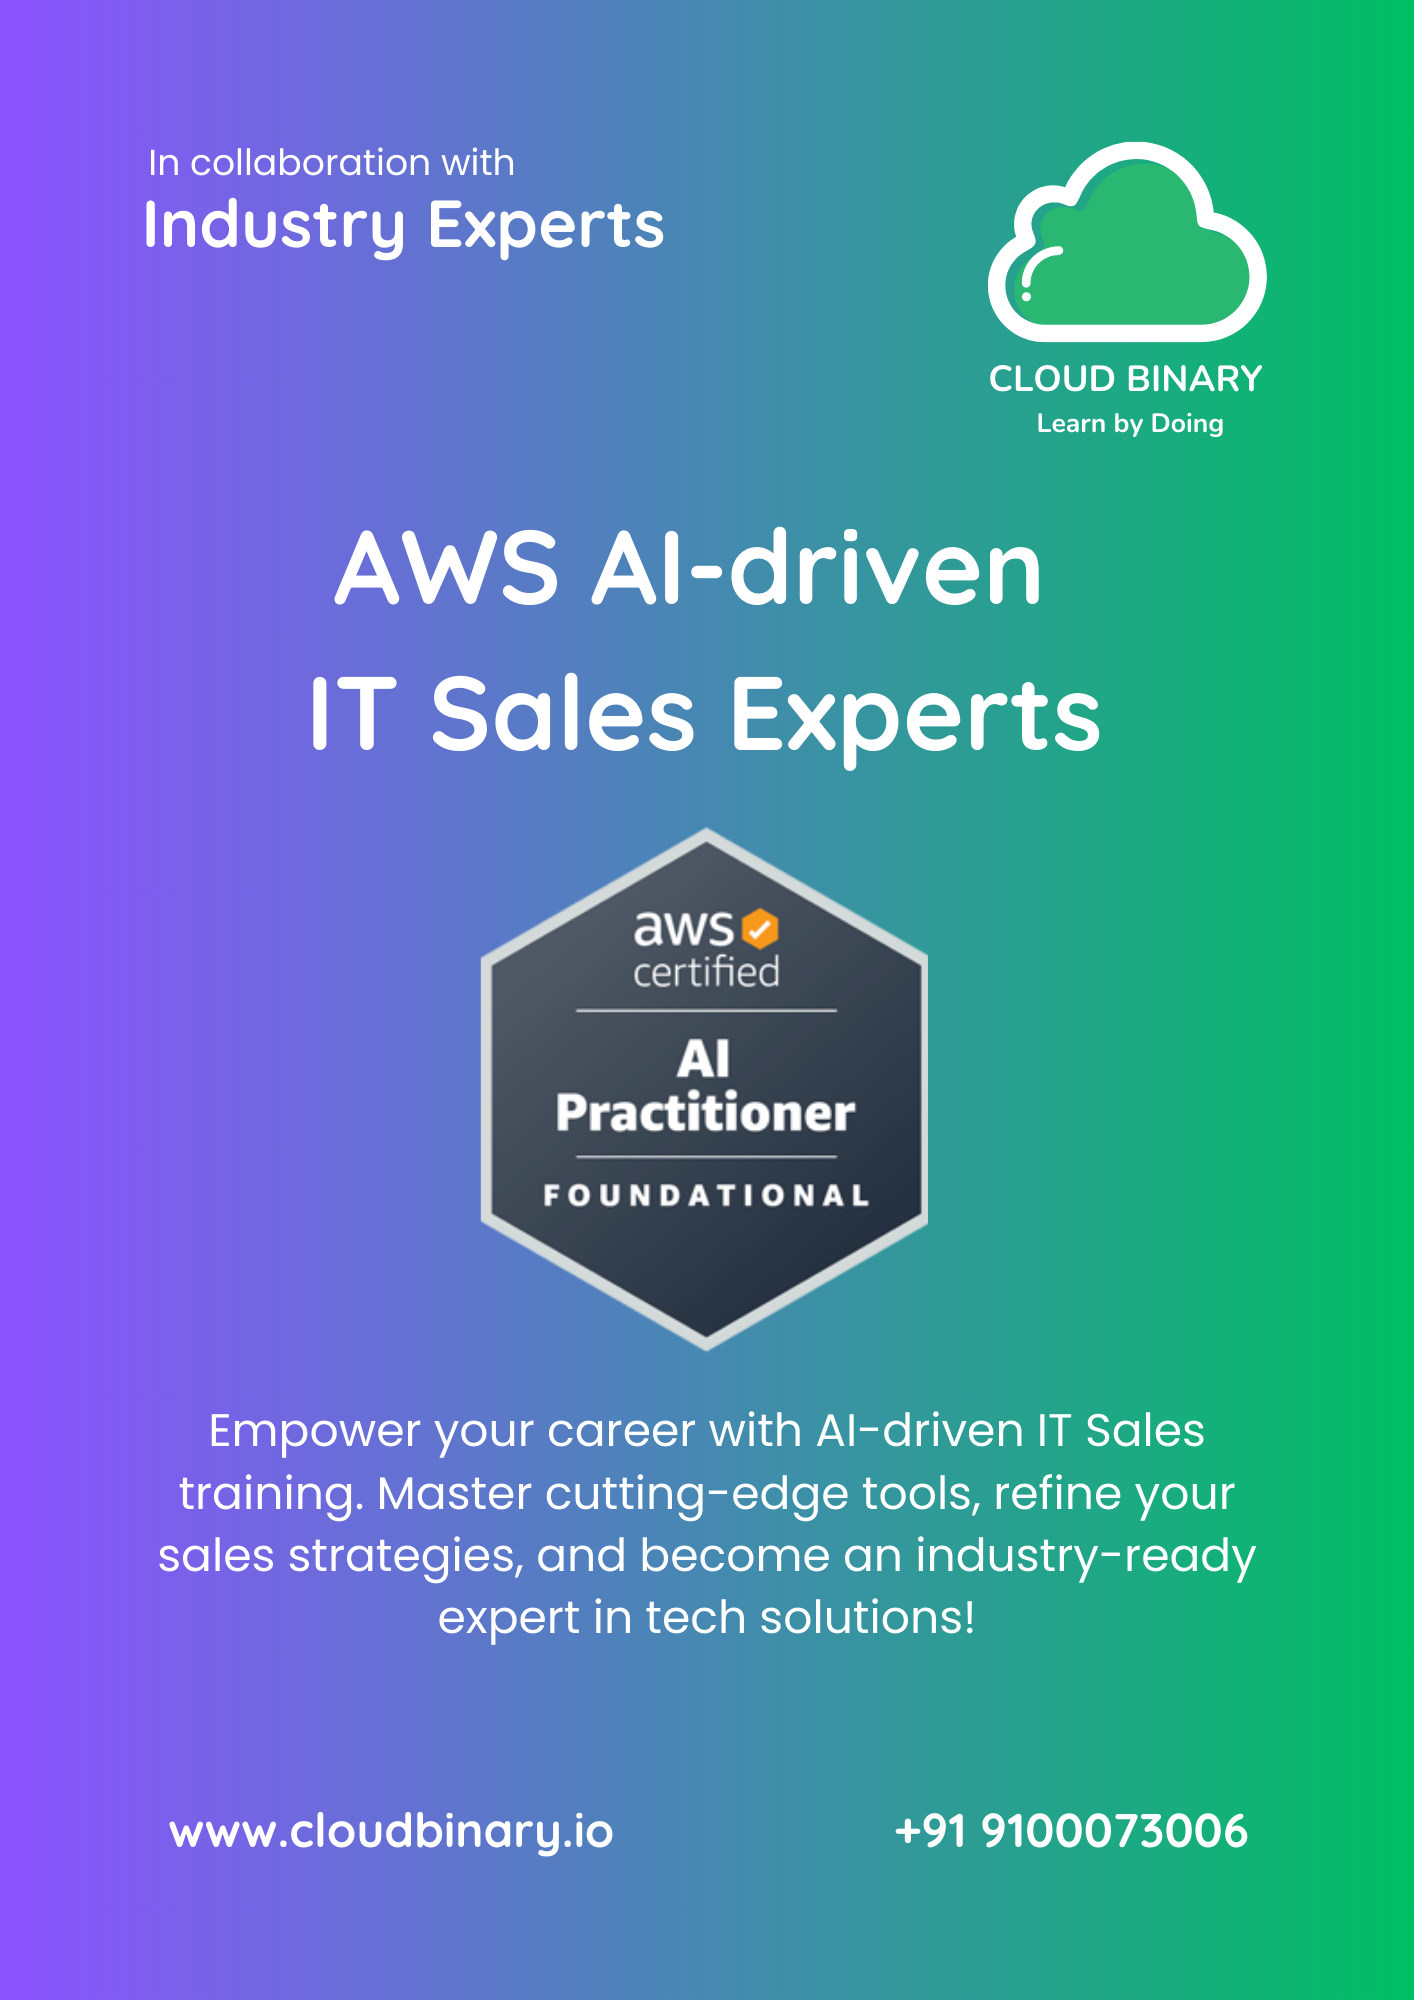 In collaboration with
Industry Experts
CLOUD BINARY
Learn by Doing
AWS AI-driven
IT Sales Experts
aws
certified
AI
Practitioner
FOUNDATIONAL
Empower your career with AI-driven IT Sales
training. Master cutting-edge tools, refine your
sales strategies, and become an industry-ready
expert in tech solutions!
www.cloudbinary.io
+91 9100073006